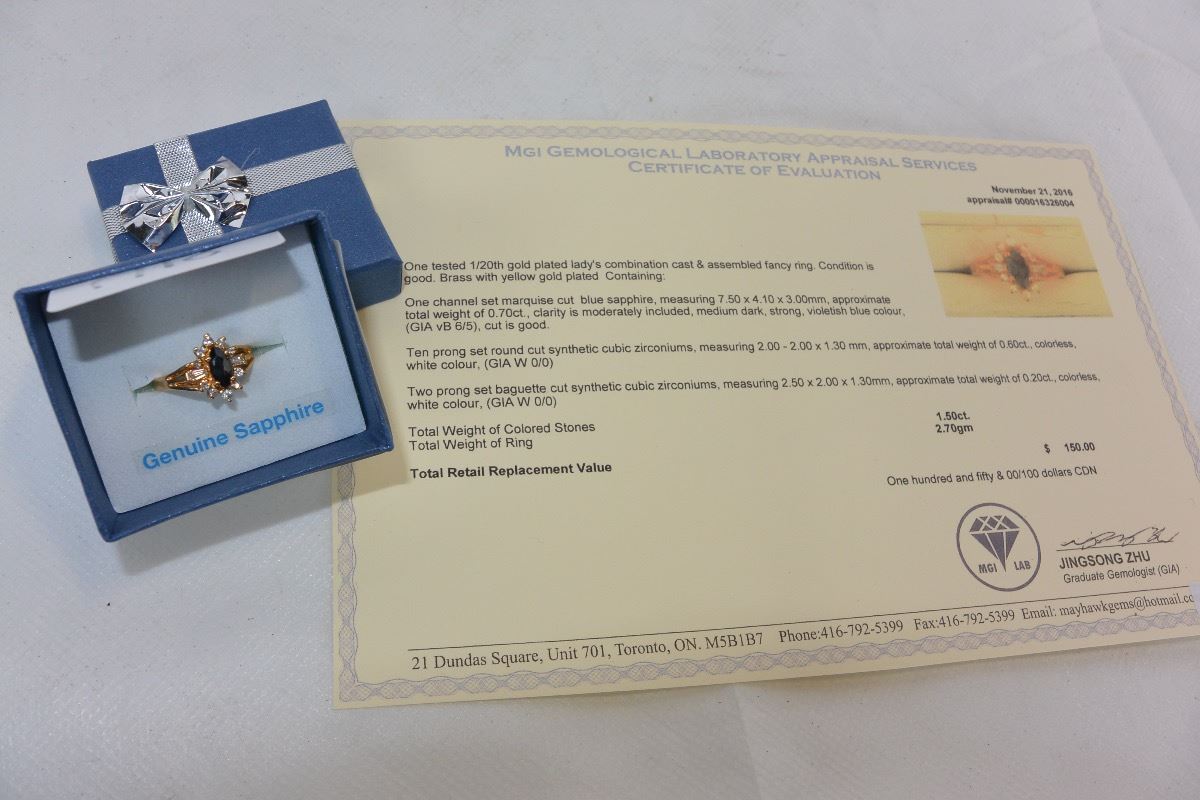 MGI GEMOLOGICAL LABORATORY APPRAISAL SERVICES
CERTIFICATE OF EVALUATION
November 21, 2016
appraisal# 000016326004
One tested 1/20th gold plated lady's combination cast & assembled fancy ring. Condition is
good. Brass with yellow gold plated Containing:
One channel set marquise cut blue sapphire, measuring 7.50 x 4.10 x 3.00mm, approximate
total weight of 0.70ct., clarity is moderately included, medium dark, strong, violetish blue colour,
(GIA vB 6/5), cut is good.
Ten prong set round cut synthetic cubic zirconiums, measuring 2.00 - 2.00 x 1.30 mm, approximate total weight of 0.60ct., colorless,
white colour, (GIA W 0/0)
Two prong set baguette cut synthetic cubic zirconiums, measuring 2.50 x 2.00 x 1.30mm, approximate total weight of 0.20ct., colorless,
white colour, (GIA W 0/0)
Total Weight of Colored Stones 1.50ct.
Total Weight of Ring 2.70gm
$ 150.00
Total Retail Replacement Value
One hundred and fifty & 00/100 dollars CDN
MGI LAB
JINGSONG ZHU
Graduate Gemologist (GIA)
21 Dundas Square, Unit 701, Toronto, ON. M5B1B7 Phone:416-792-5399 Fax:416-792-5399 Email: mayhawkgems@hotmail.cc
Genuine Sapphire